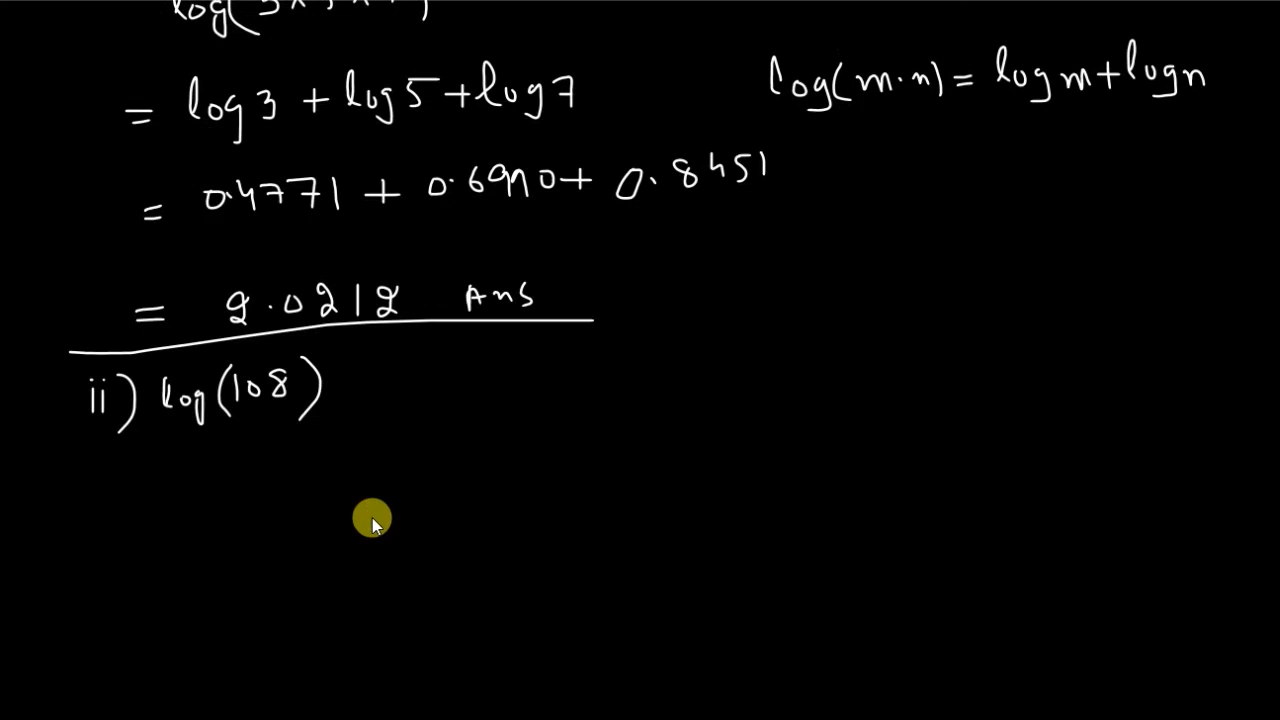 log(
= log 3 + log 5 + log 7
log(m·n) = log m + log n
= 0.4771 + 0.6990 + 0.8451
= 2.0212 Ans
ii) log(108)